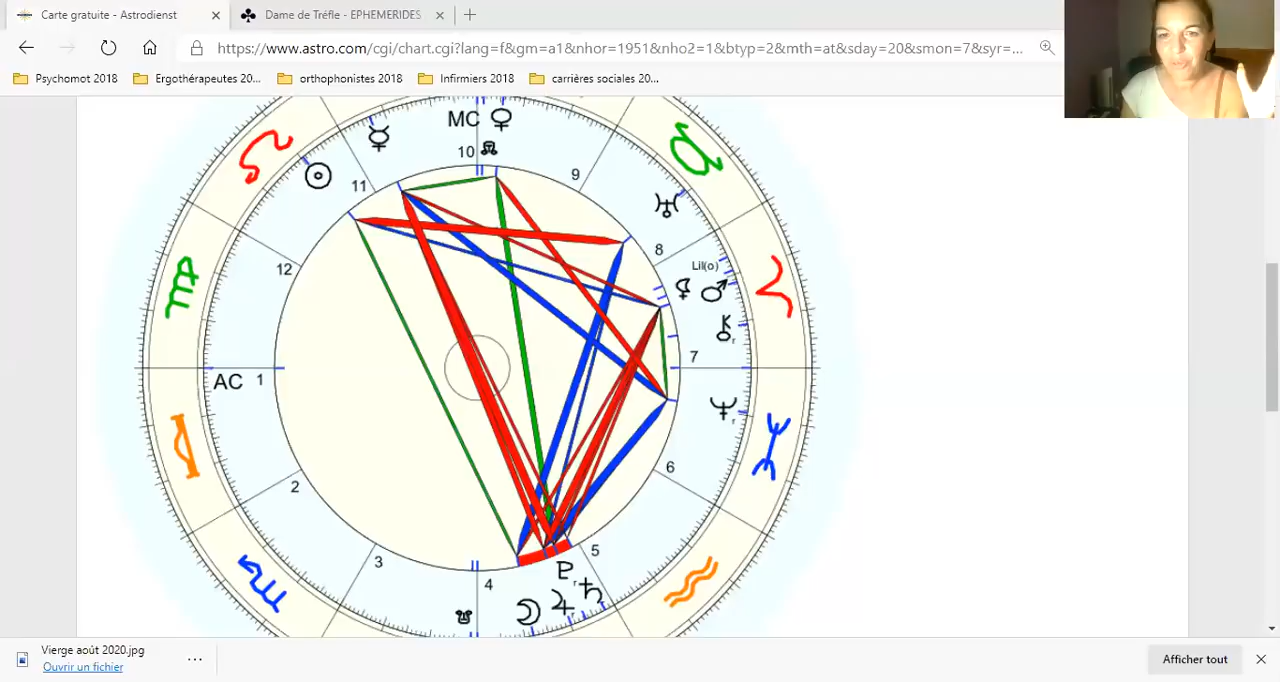 Carte gratuite - Astrodienst
Dame de Trèfle - EPHEMERIDES
https://www.astro.com/cgi/chart.cgi?lang=f&gm=a1&nhor=1951&nho2=1&btyp=2&mth=at&sday=20&smon=7&syr=...
Psychomot 2018
Ergothérapeutes 20...
orthophonistes 2018
Infirmiers 2018
carrières sociales 20...
MC
10
9
11
8
Lil(o)
12
r
7
AC 1
r
6
2
5
3
P
r
4
r
r
Vierge août 2020.jpg
Ouvrir un fichier
...
Afficher tout